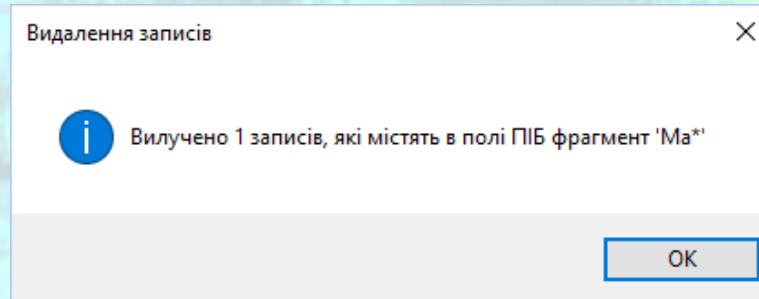 Видалення записів
Вилучено 1 записів, які містять в полі ПІБ фрагмент 'Ма*'
OK